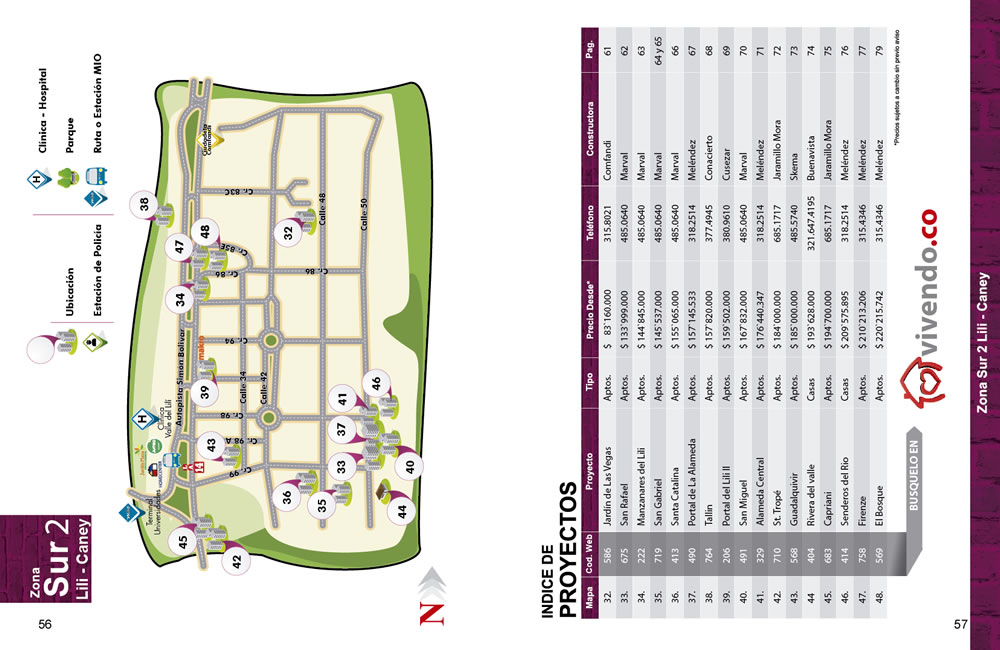 Zona
Sur 2
Lili - Caney
56
Ubicación
Estación de Policía
Clinica - Hospital
Parque
Ruta o Estación MIO
H
H
N
Terminal
Universidades
Clínica
Valle del Lili
Autopista Simón Bolívar
makro
14
Ciudadela
Comfandi
Calle 34
Calle 42
Calle 48
Calle 50
Cr. 99
Cr. 98 A
Cr. 98
Cr. 94
Cr. 86
Cr. 86
Cr. 85E
Cr. 83C
32
33
34
35
36
37
38
39
40
41
42
43
44
45
46
47
48
INDICE DE
PROYECTOS
Mapa Cod. Web Proyecto Tipo Precio Desde* Teléfono Constructora Pag.
32. 586 Jardin de Las Vegas Aptos. $ 83'160.000 315.8021 Comfandi 61
33. 675 San Rafael Aptos. $ 133'999.000 485.0640 Marval 62
34. 222 Manzanares del Lili Aptos. $ 144'845.000 485.0640 Marval 63
35. 719 San Gabriel Aptos. $ 145'537.000 485.0640 Marval 64 y 65
36. 413 Santa Catalina Aptos. $ 155'065.000 485.0640 Marval 66
37. 490 Portal de La Alameda Aptos. $ 157'145.533 318.2514 Meléndez 67
38. 764 Tallin Aptos. $ 157'820.000 377.4945 Conacierto 68
39. 206 Portal del Lili II Aptos. $ 159'502.000 380.9610 Cusezar 69
40. 491 San Miguel Aptos. $ 167'832.000 485.0640 Marval 70
41. 329 Alameda Central Aptos. $ 176'440.347 318.2514 Meléndez 71
42. 710 St. Tropé Aptos. $ 184'000.000 685.1717 Jaramillo Mora 72
43. 568 Guadalquivir Aptos. $ 185'000.000 485.5740 Skema 73
44 404 Rivera del valle Casas $ 193'628.000 321.647.4195 Buenavista 74
45. 683 Capriani Aptos. $ 194'700.000 685.1717 Jaramillo Mora 75
46. 414 Senderos del Rio Casas $ 209'575.895 318.2514 Meléndez 76
47. 758 Firenze Aptos. $ 210'213.206 315.4346 Meléndez 77
48. 569 El Bosque Aptos. $ 220'215.742 315.4346 Meléndez 79
*Precios sujetos a cambio sin previo aviso
BUSQUELO EN
vivendo.co
Zona Sur 2 Lili - Caney
57